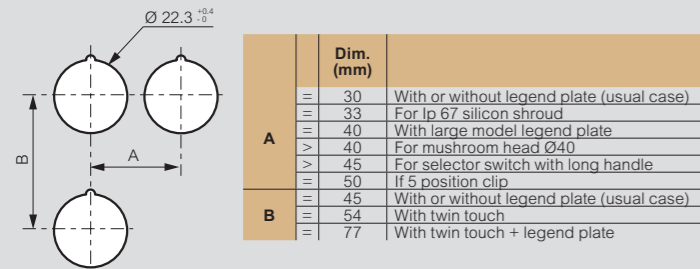 Ø 22.3 +0.4 -0
A
B
Dim. (mm)
A
= 30 With or without legend plate (usual case)
= 33 For Ip 67 silicon shroud
= 40 With large model legend plate
> 40 For mushroom head Ø40
> 45 For selector switch with long handle
= 50 If 5 position clip
B
= 45 With or without legend plate (usual case)
= 54 With twin touch
= 77 With twin touch + legend plate